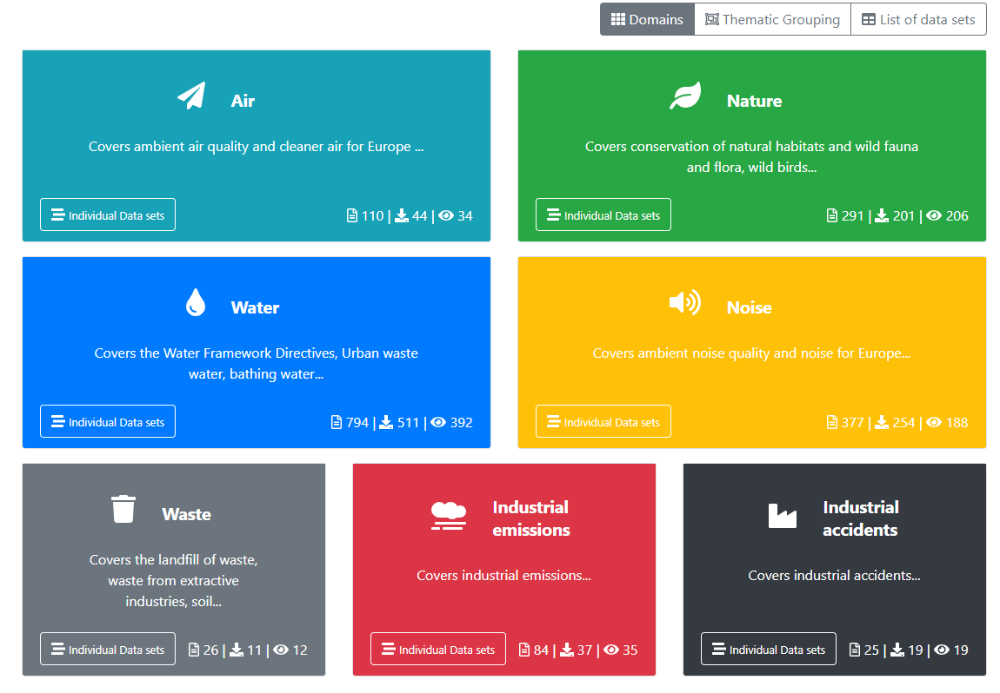 Domains Thematic Grouping List of data sets
Air
Covers ambient air quality and cleaner air for Europe ...
Individual Data sets 110 | 44 | 34
Nature
Covers conservation of natural habitats and wild fauna
and flora, wild birds...
Individual Data sets 291 | 201 | 206
Water
Covers the Water Framework Directives, Urban waste
water, bathing water...
Individual Data sets 794 | 511 | 392
Noise
Covers ambient noise quality and noise for Europe...
Individual Data sets 377 | 254 | 188
Waste
Covers the landfill of waste,
waste from extractive
industries, soil...
Individual Data sets 26 | 11 | 12
Industrial
emissions
Covers industrial emissions...
Individual Data sets 84 | 37 | 35
Industrial
accidents
Covers industrial accidents...
Individual Data sets 25 | 19 | 19